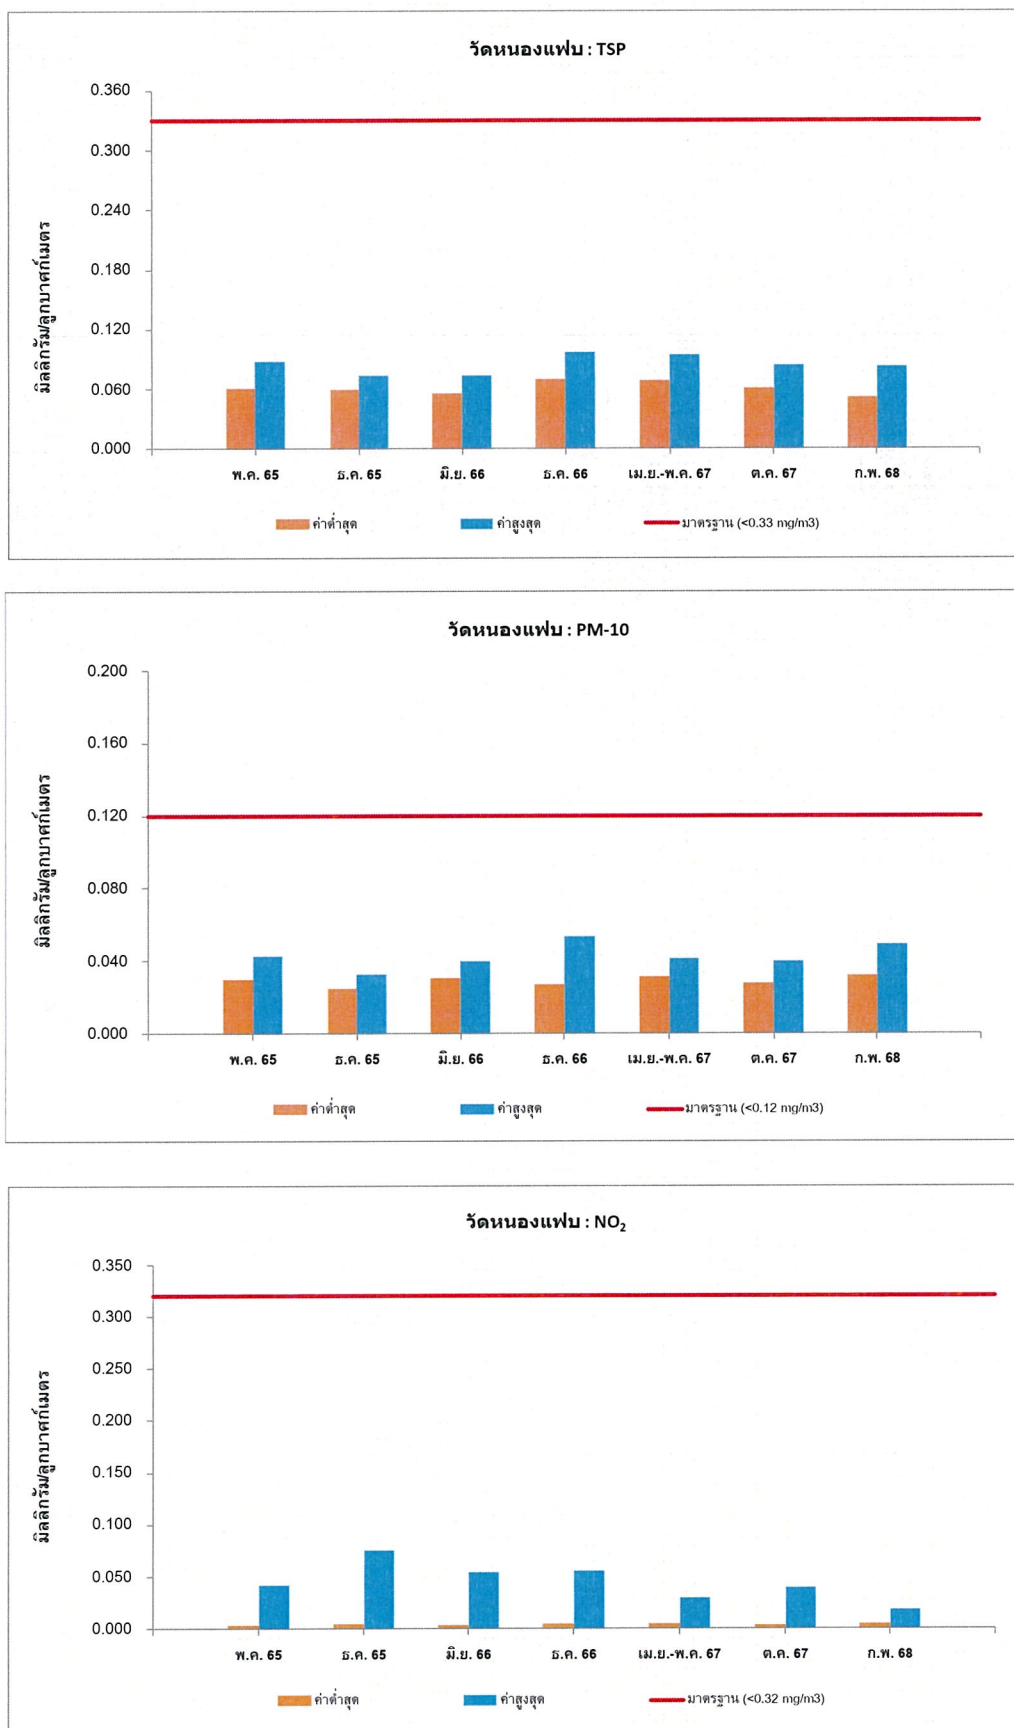 วัดหนองแฟบ : TSP
มิลลิกรัม/ลูกบาศก์เมตร
0.360
0.300
0.240
0.180
0.120
0.060
0.000
พ.ค. 65 ธ.ค. 65 มิ.ย. 66 ธ.ค. 66 เม.ย.-พ.ค. 67 ต.ค. 67 ก.พ. 68
ค่าต่ำสุด ค่าสูงสุด มาตรฐาน (<0.33 mg/m3)
วัดหนองแฟบ : PM-10
มิลลิกรัม/ลูกบาศก์เมตร
0.200
0.160
0.120
0.080
0.040
0.000
พ.ค. 65 ธ.ค. 65 มิ.ย. 66 ธ.ค. 66 เม.ย.-พ.ค. 67 ต.ค. 67 ก.พ. 68
ค่าต่ำสุด ค่าสูงสุด มาตรฐาน (<0.12 mg/m3)
วัดหนองแฟบ : NO₂
มิลลิกรัม/ลูกบาศก์เมตร
0.350
0.300
0.250
0.200
0.150
0.100
0.050
0.000
พ.ค. 65 ธ.ค. 65 มิ.ย. 66 ธ.ค. 66 เม.ย.-พ.ค. 67 ต.ค. 67 ก.พ. 68
ค่าต่ำสุด ค่าสูงสุด มาตรฐาน (<0.32 mg/m3)